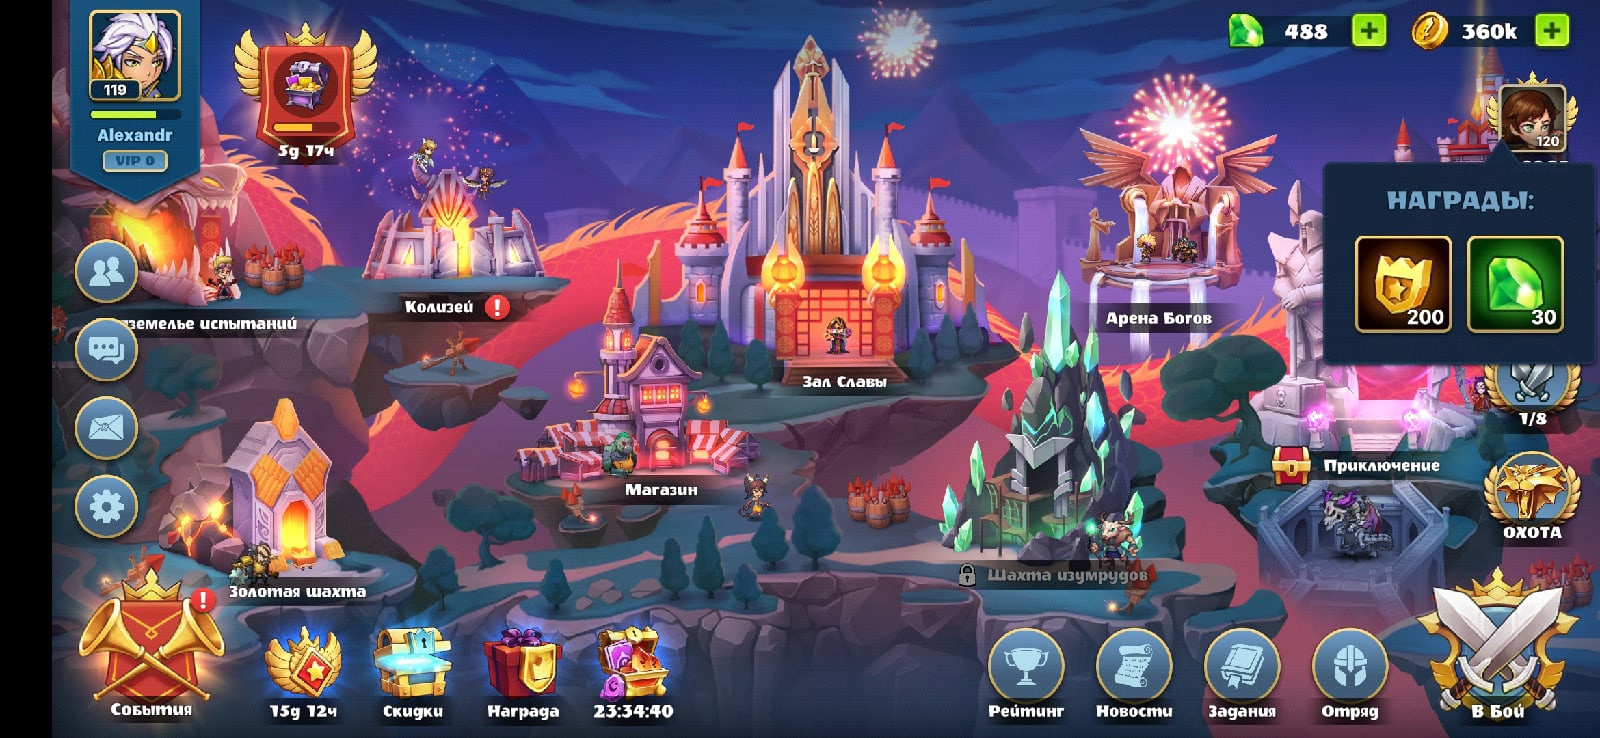 488
360k
119
Alexandr
VIP 0
5д 17ч
120
НАГРАДЫ:
200
30
Колизей
земелье испытаний
Арена Богов
Зал Славы
1/8
Приключение
Магазин
ОХОТА
Шахта изумрудов
Золотая шахта
События
15д 12ч
Скидки
Награда
23:34:40
Рейтинг
Новости
Задания
Отряд
В Бой